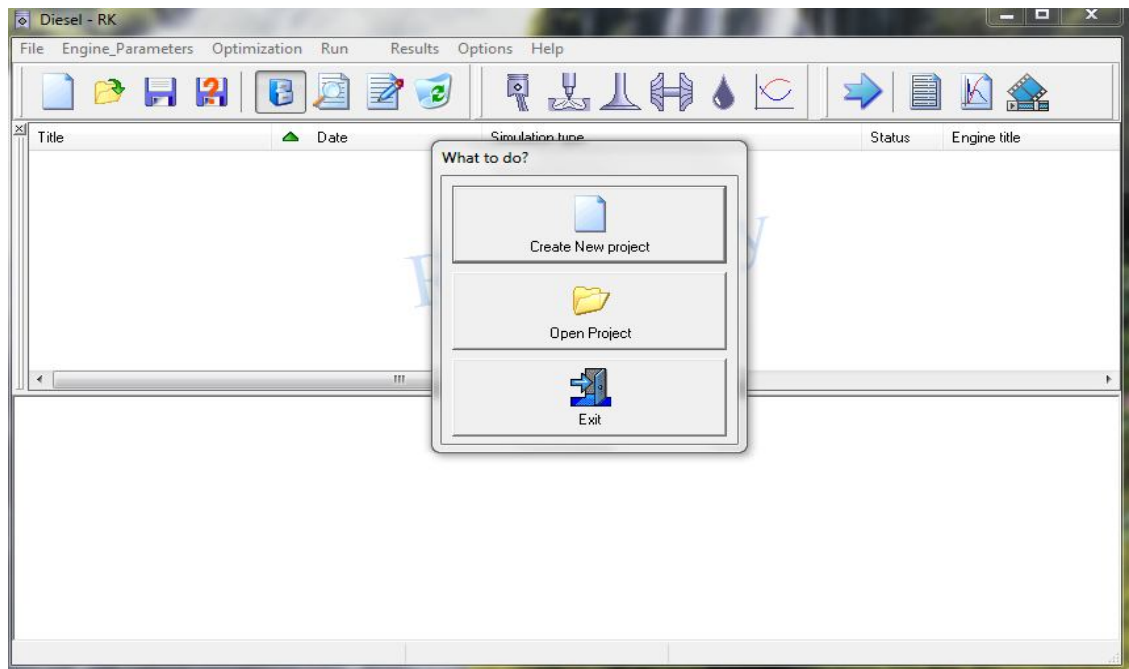 Diesel - RK
File Engine_Parameters Optimization Run Results Options Help
Title Date Simulation type Status Engine title
What to do?
Create New project
Open Project
Exit